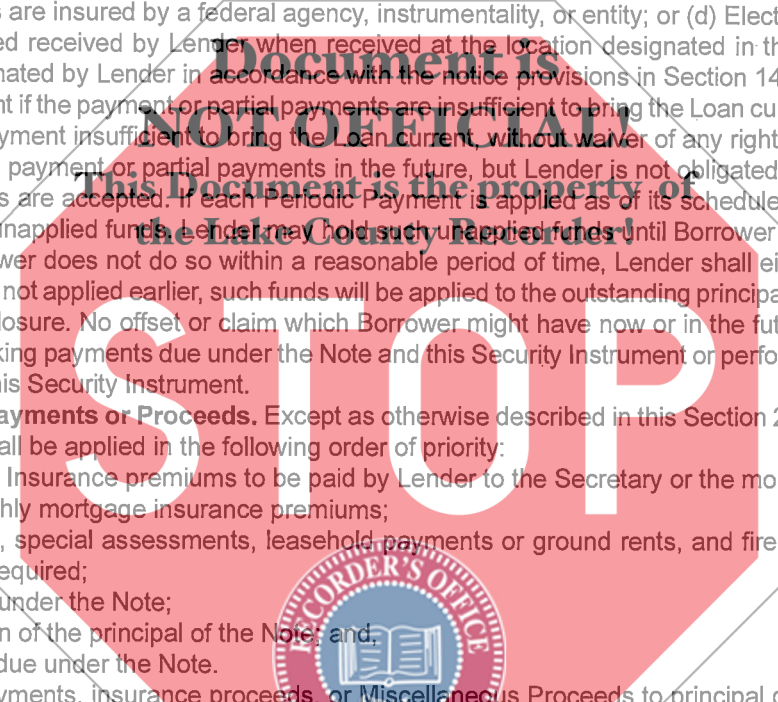 are insured by a federal agency, instrumentality, or entity; or (d) Elect
ed received by Lender when received at the location designated in th
Document is
nated by Lender in accordance with the notice provisions in Section 14
nt if the payment or partial payments are insufficient to bring the Loan cu
NOT OFFICIAL!
yment insufficient to bring the Loan current, without waiver of any right
payment or partial payments in the future, but Lender is not obligated
This Document is the property of
s are accepted. If each Periodic Payment is applied as of its schedule
the Lake County Recorder!
unapplied funds. Lender may hold such unapplied funds until Borrower
wer does not do so within a reasonable period of time, Lender shall ei
not applied earlier, such funds will be applied to the outstanding principa
losure. No offset or claim which Borrower might have now or in the fut
king payments due under the Note and this Security Instrument or perfo
his Security Instrument.
STOP
ayments or Proceeds. Except as otherwise described in this Section 2
all be applied in the following order of priority:
Insurance premiums to be paid by Lender to the Secretary or the mo
hly mortgage insurance premiums;
, special assessments, leasehold payments or ground rents, and fire
equired;
RECORDER'S OFFICE
under the Note;
n of the principal of the Note; and,
due under the Note.
yments, insurance proceeds, or Miscellaneous Proceeds to principal